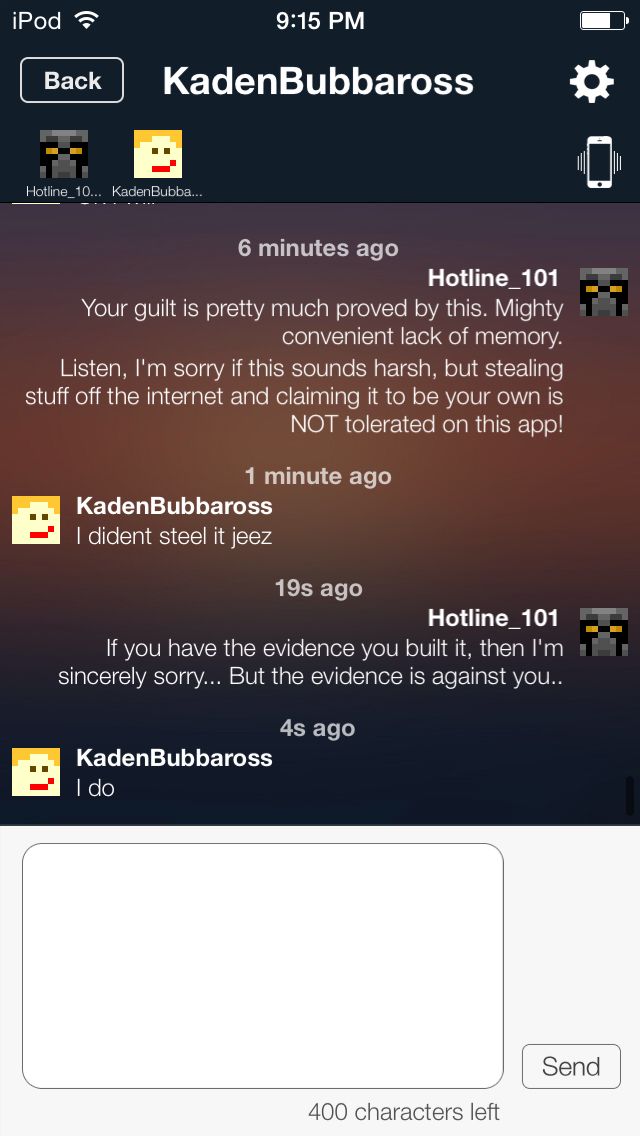 iPod 9:15 PM
Back KadenBubbaross
Hotline_10... KadenBubba...
6 minutes ago
Hotline_101
Your guilt is pretty much proved by this. Mighty
convenient lack of memory.
Listen, I'm sorry if this sounds harsh, but stealing
stuff off the internet and claiming it to be your own is
NOT tolerated on this app!
1 minute ago
KadenBubbaross
I dident steel it jeez
19s ago
Hotline_101
If you have the evidence you built it, then I'm
sincerely sorry... But the evidence is against you..
4s ago
KadenBubbaross
I do
Send
400 characters left